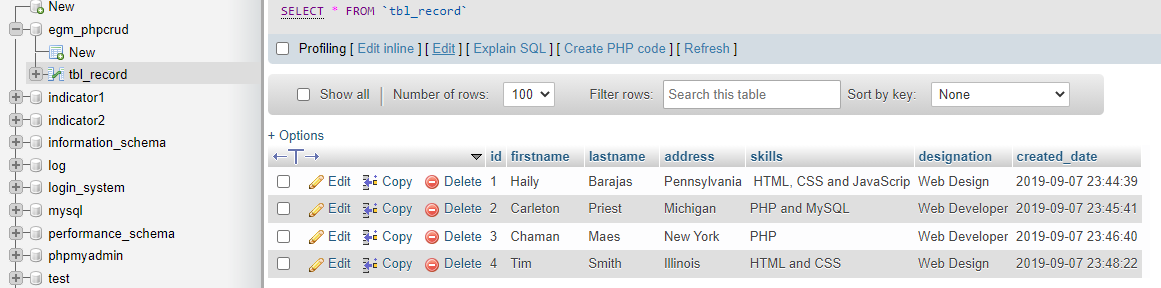 New
egm_phpcrud
New
tbl_record
indicator1
indicator2
information_schema
log
login_system
mysql
performance_schema
phpmyadmin
test
SELECT * FROM `tbl_record`
Profiling [ Edit inline ] [ Edit ] [ Explain SQL ] [ Create PHP code ] [ Refresh ]
Show all | Number of rows: 100 Filter rows: Search this table Sort by key: None
+ Options
←T→ id firstname lastname address skills designation created_date
Edit Copy Delete 1 Haily Barajas Pennsylvania HTML, CSS and JavaScrip Web Design 2019-09-07 23:44:39
Edit Copy Delete 2 Carleton Priest Michigan PHP and MySQL Web Developer 2019-09-07 23:45:41
Edit Copy Delete 3 Chaman Maes New York PHP Web Developer 2019-09-07 23:46:40
Edit Copy Delete 4 Tim Smith Illinois HTML and CSS Web Design 2019-09-07 23:48:22